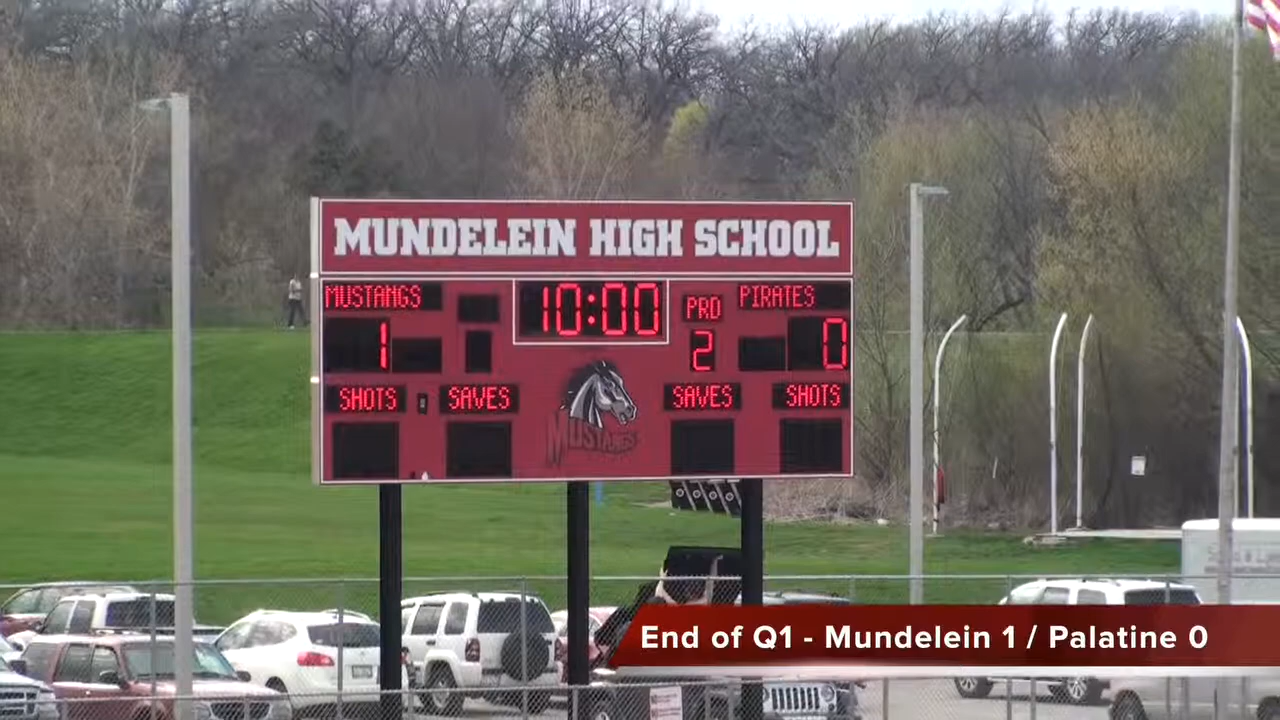 MUNDELEIN HIGH SCHOOL
MUSTANGS 10:00 PRD PIRATES
1 2 0
SHOTS SAVES SAVES SHOTS
MUSTANGS
End of Q1 - Mundelein 1 / Palatine 0